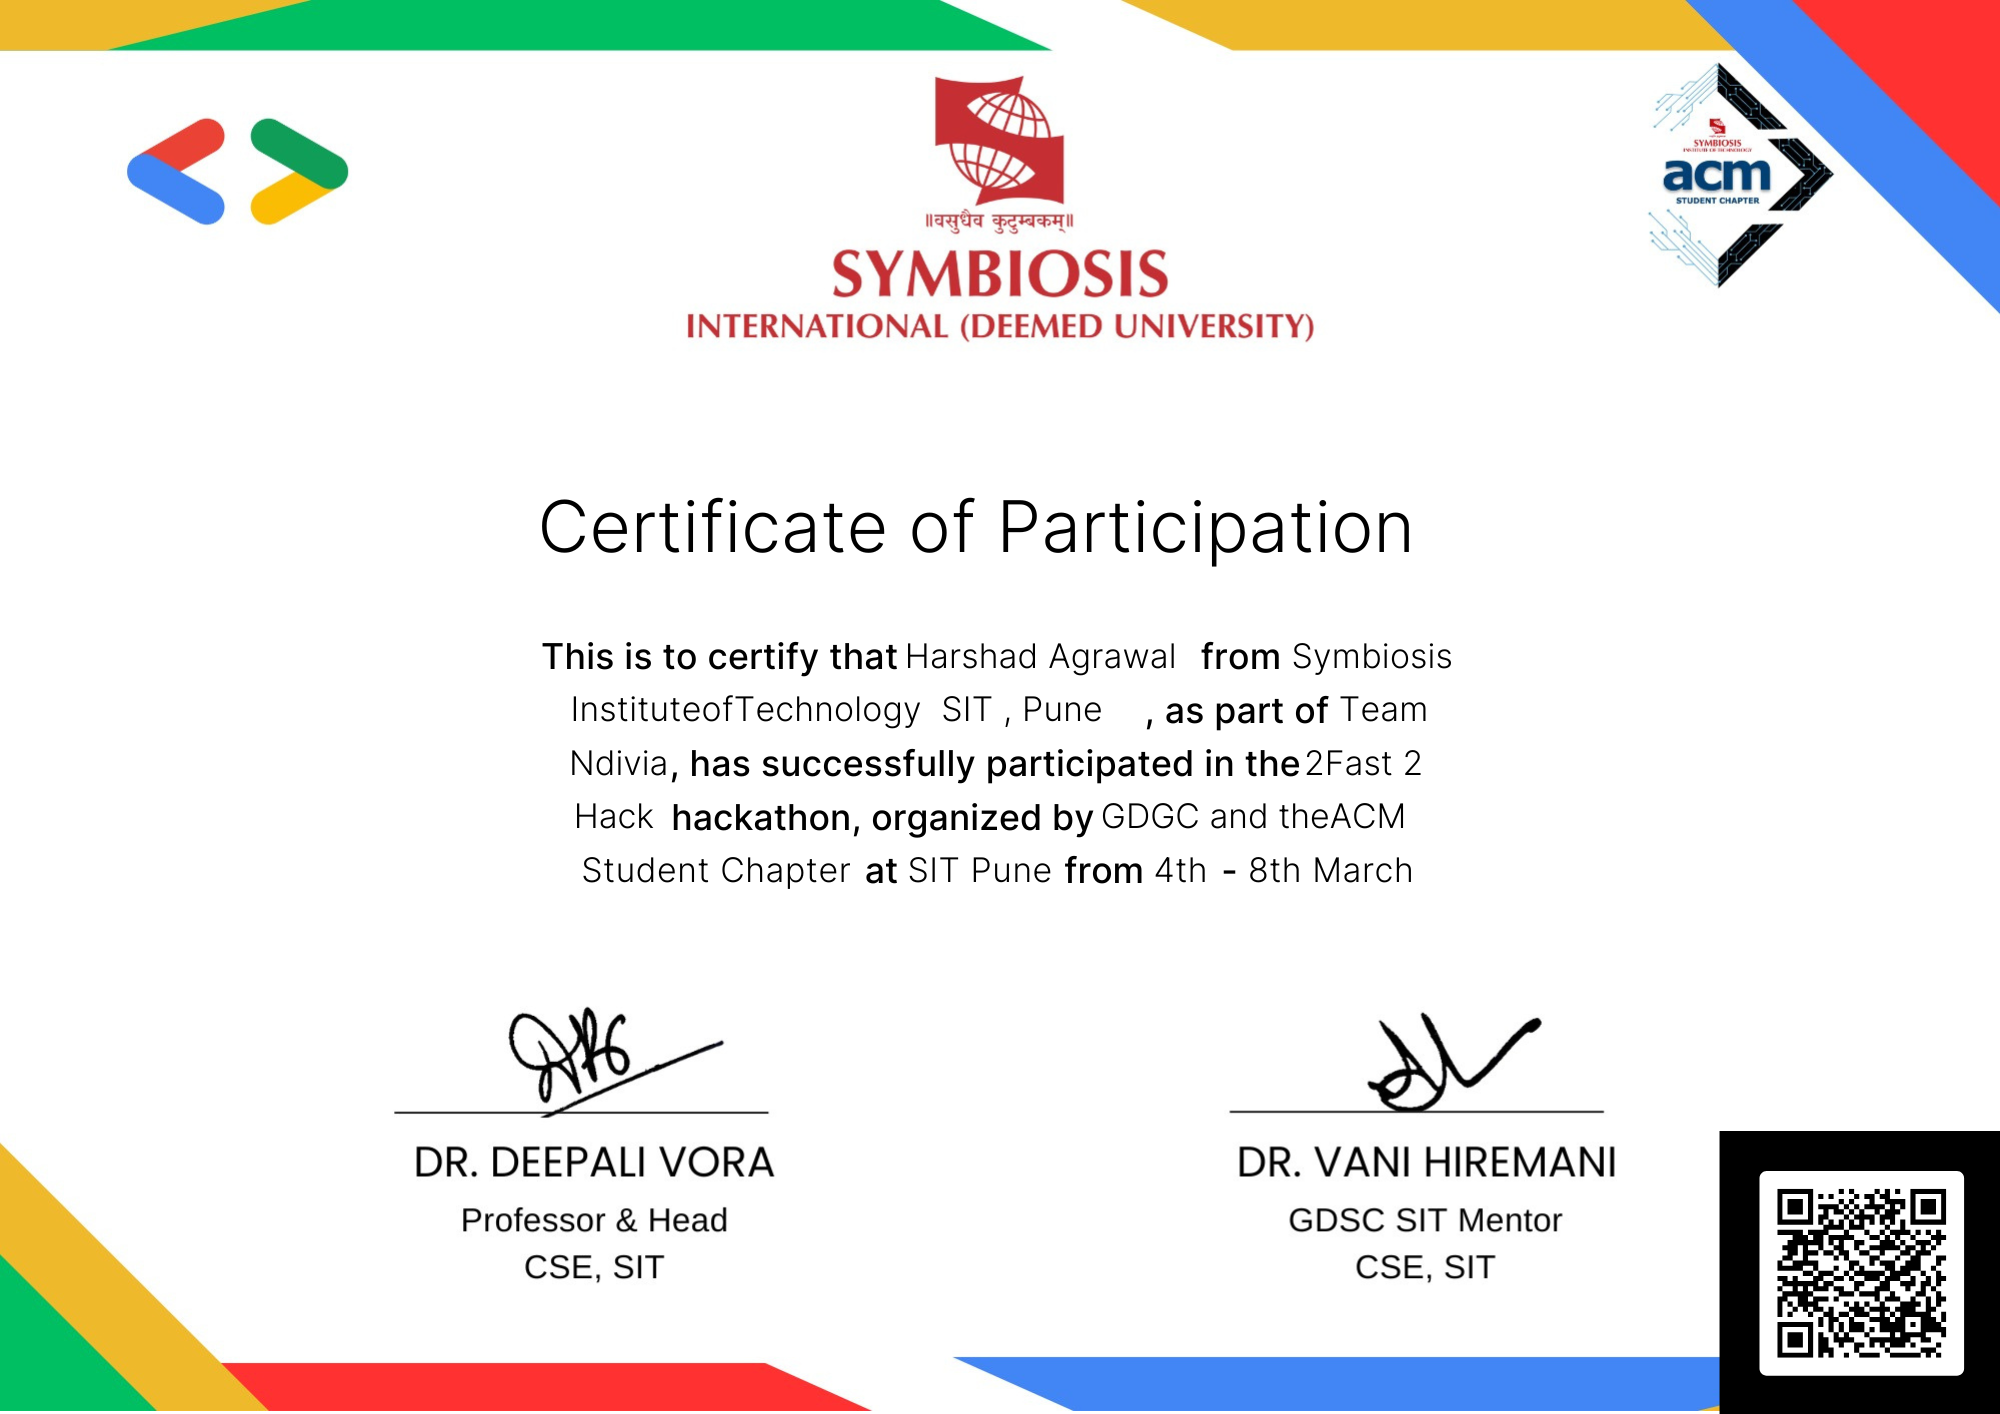 ॥वसुधैव कुटुम्बकम्॥
SYMBIOSIS
INTERNATIONAL (DEEMED UNIVERSITY)
SYMBIOSIS
INSTITUTE OF TECHNOLOGY
acm
STUDENT CHAPTER
Certificate of Participation
This is to certify that Harshad Agrawal from Symbiosis
InstituteofTechnology SIT , Pune , as part of Team
Ndivia, has successfully participated in the 2Fast 2
Hack hackathon, organized by GDGC and theACM
Student Chapter at SIT Pune from 4th - 8th March
DR. DEEPALI VORA
Professor & Head
CSE, SIT
DR. VANI HIREMANI
GDSC SIT Mentor
CSE, SIT